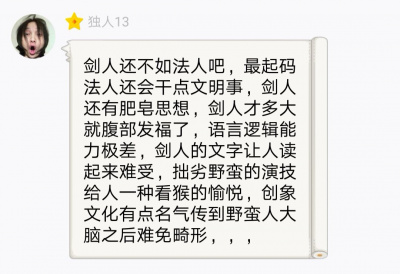 独人13
剑人还不如法人吧，最起码
法人还会干点文明事，剑人
还有肥皂思想，剑人才多大
就腹部发福了，语言逻辑能
力极差，剑人的文字让人读
起来难受，拙劣野蛮的演技
给人一种看猴的愉悦，创象
文化有点名气传到野蛮人大
脑之后难免畸形，，，